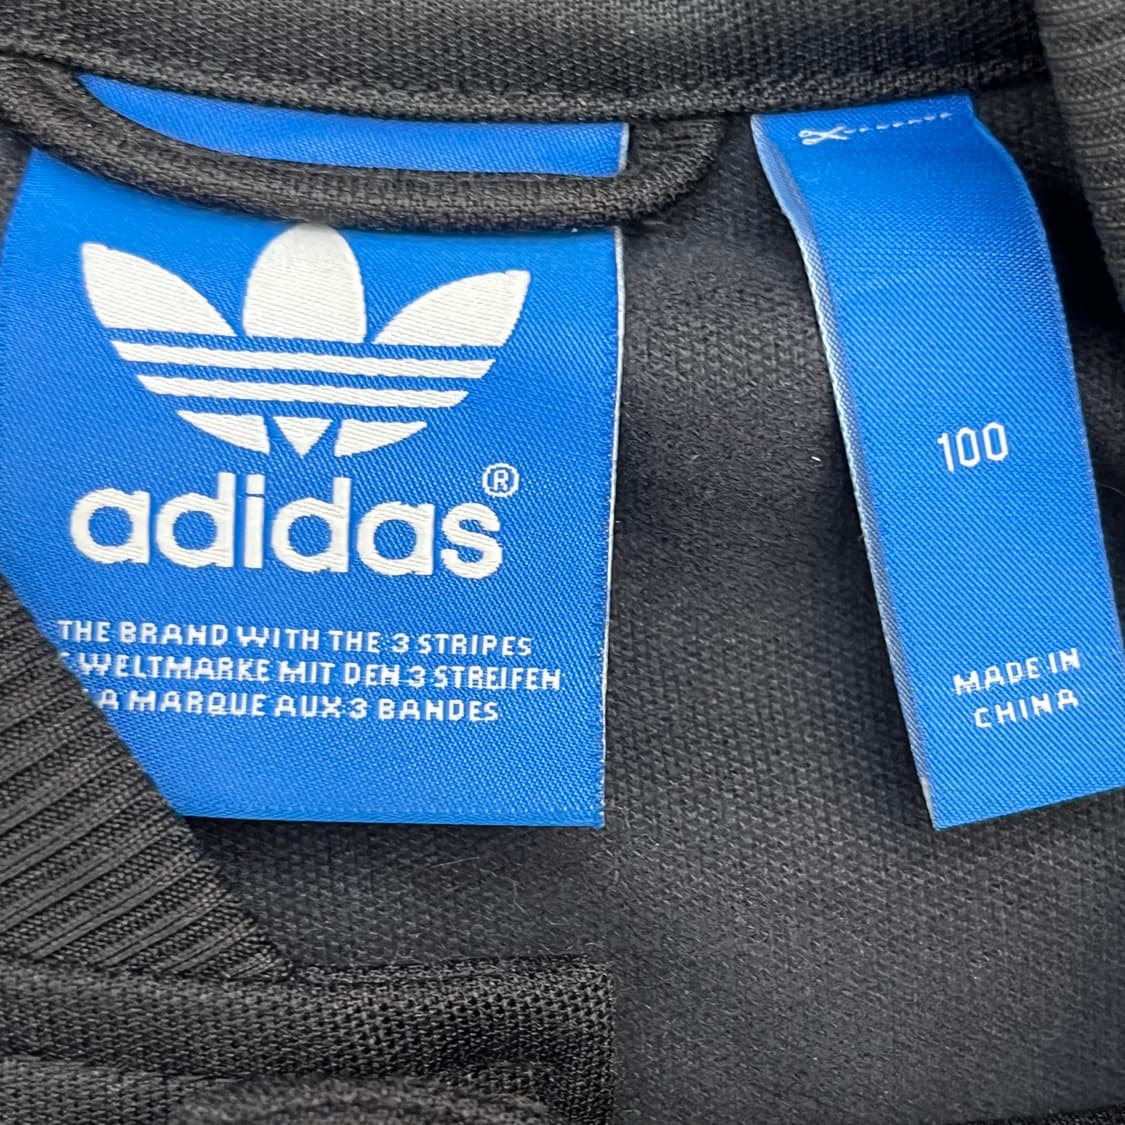 adidas®
THE BRAND WITH THE 3 STRIPES
WELTMARKE MIT DEN 3 STREIFEN
A MARQUE AUX 3 BANDES
100
MADE IN
CHINA